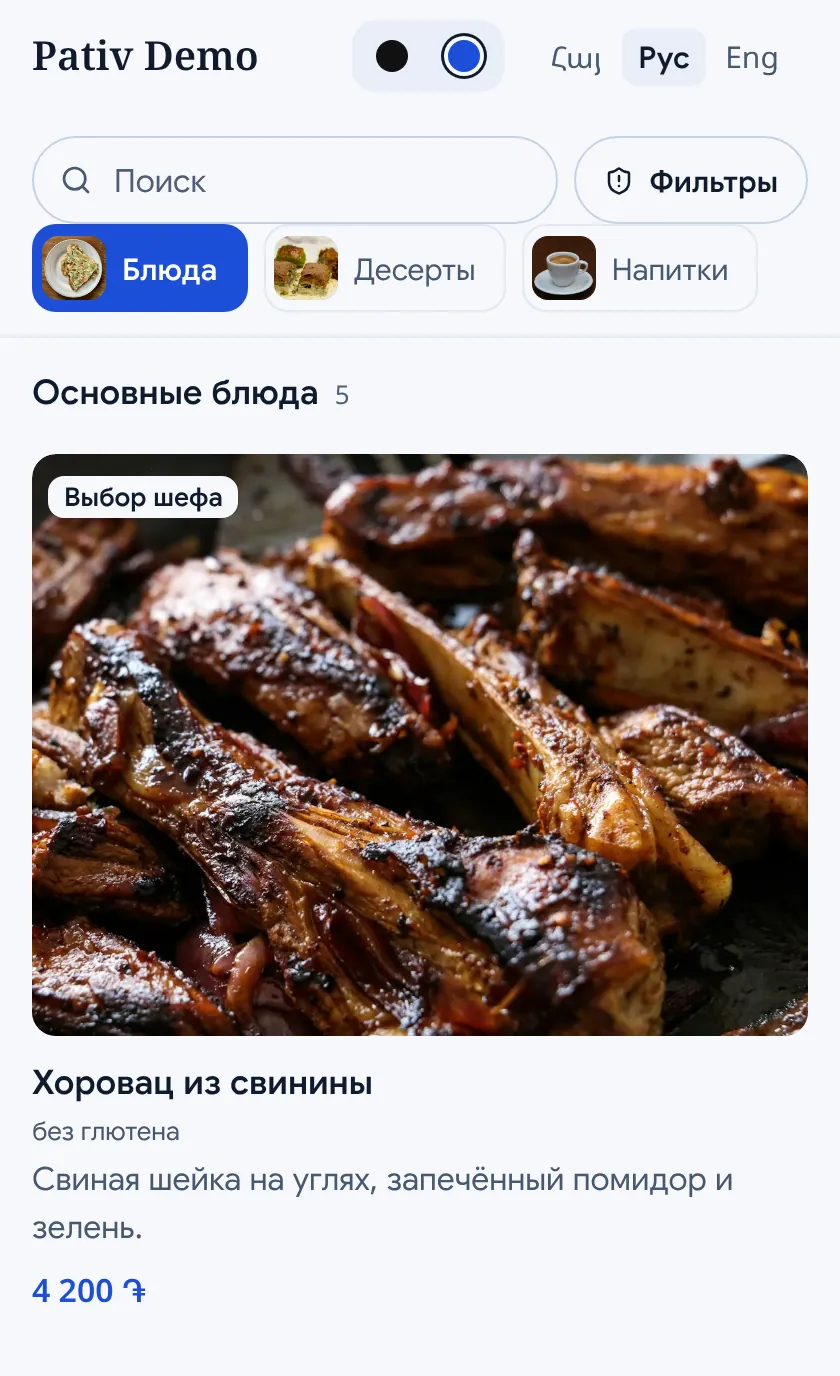 Pativ Demo
Հայ Рус Eng
Поиск
Фильтры
Блюда Десерты Напитки
Основные блюда 5
Выбор шефа
Хоровац из свинины
без глютена
Свиная шейка на углях, запечённый помидор и
зелень.
4 200 ֏